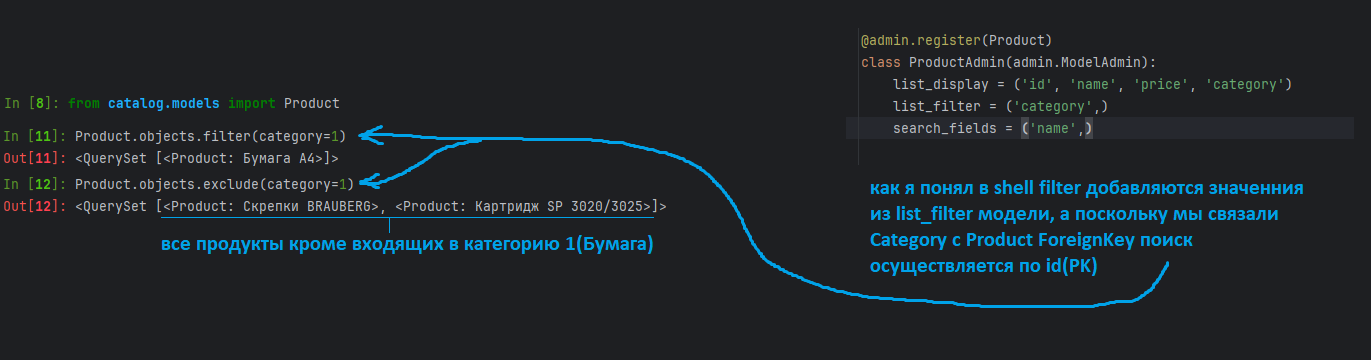 In [8]: from catalog.models import Product
In [11]: Product.objects.filter(category=1)
Out[11]: <QuerySet [<Product: Бумага А4>]>
In [12]: Product.objects.exclude(category=1)
Out[12]: <QuerySet [<Product: Скрепки BRAUBERG>, <Product: Картридж SP 3020/3025>]>
все продукты кроме входящих в категорию 1(Бумага)
@admin.register(Product)
class ProductAdmin(admin.ModelAdmin):
    list_display = ('id', 'name', 'price', 'category')
    list_filter = ('category',)
    search_fields = ('name',)
как я понял в shell filter добавляются значенния
из list_filter модели, а поскольку мы связали
Category с Product ForeignKey поиск
осуществляется по id(PK)